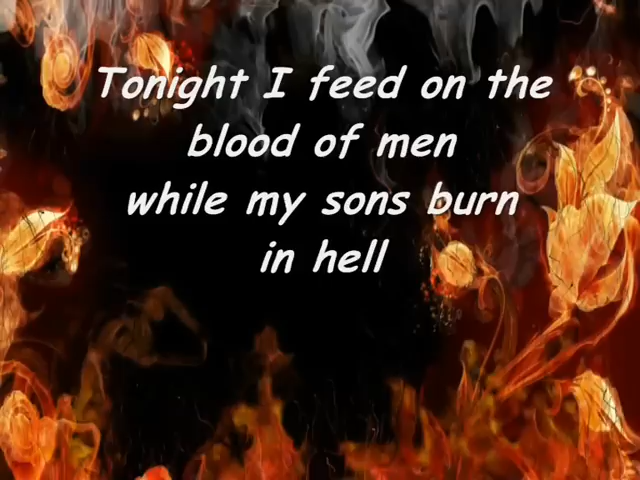 Tonight I feed on the
blood of men
while my sons burn
in hell